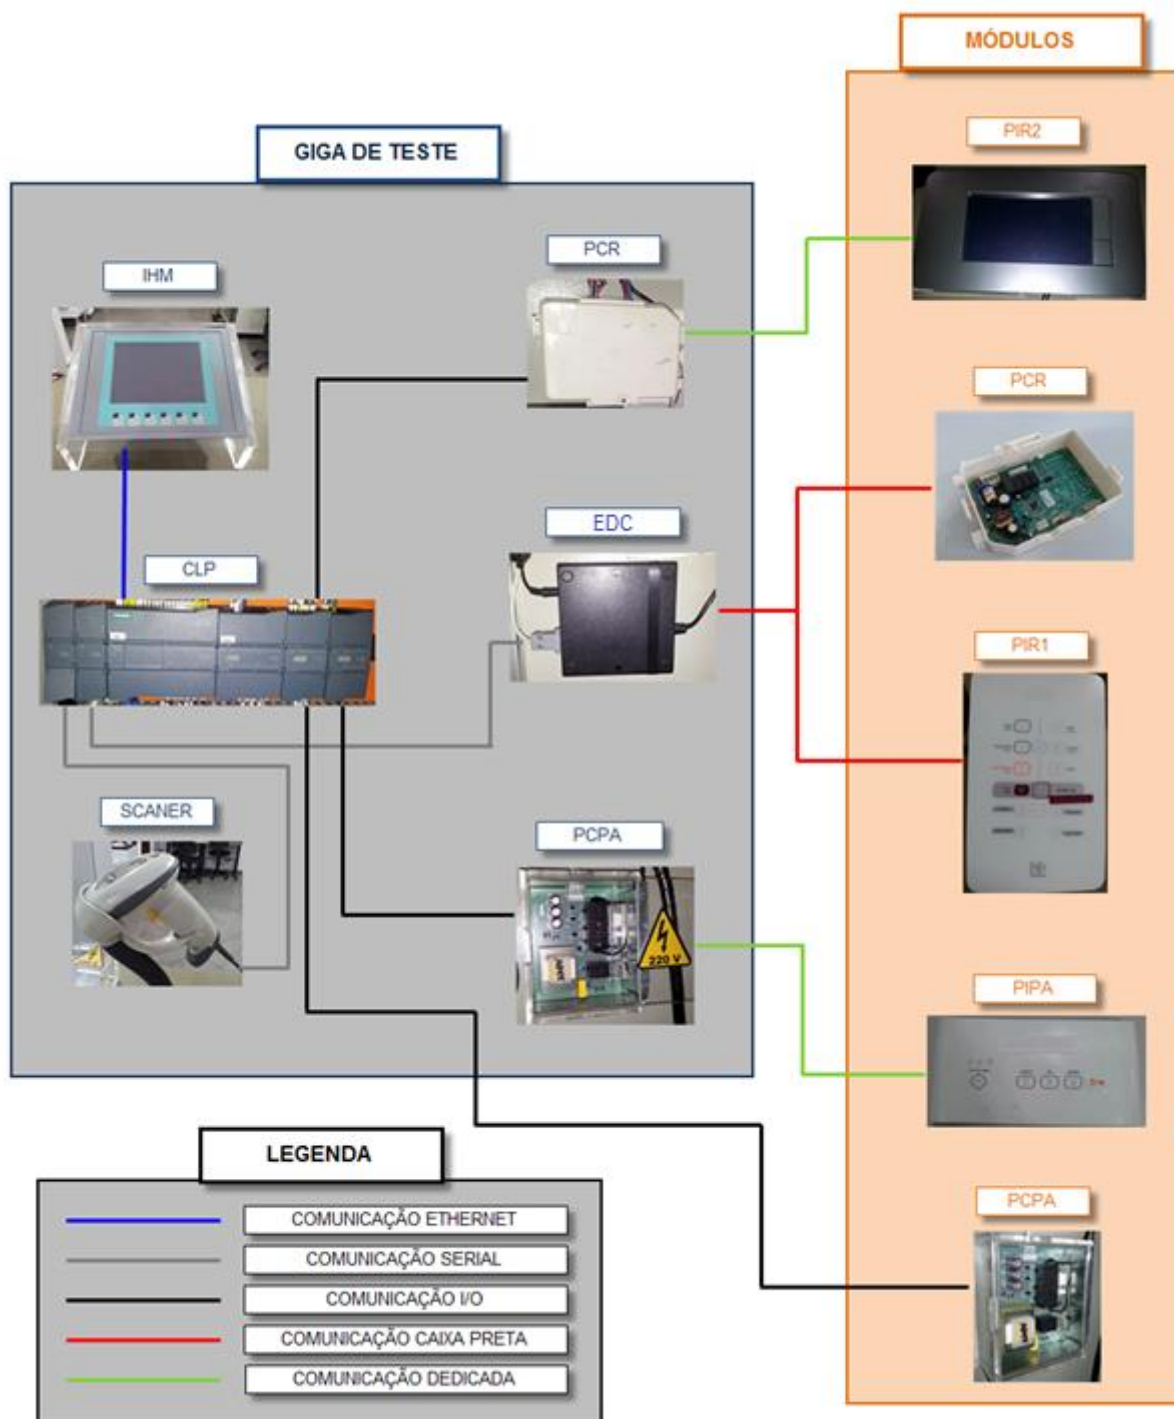 MÓDULOS
PIR2
GIGA DE TESTE
PCR
IHM
PCR
EDC
CLP
PIR1
SCANER
PCPA
220 V
PIPA
LEGENDA
PCPA
COMUNICAÇÃO ETHERNET
COMUNICAÇÃO SERIAL
COMUNICAÇÃO I/O
COMUNICAÇÃO CAIXA PRETA
COMUNICAÇÃO DEDICADA